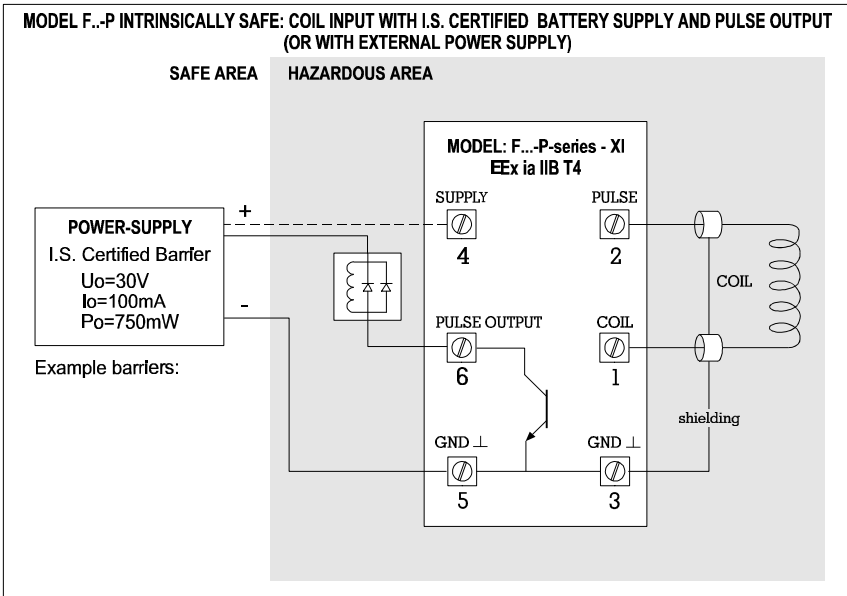 MODEL F..-P INTRINSICALLY SAFE: COIL INPUT WITH I.S. CERTIFIED BATTERY SUPPLY AND PULSE OUTPUT
(OR WITH EXTERNAL POWER SUPPLY)
SAFE AREA
HAZARDOUS AREA
MODEL: F...-P-series - XI
EEx ia IIB T4
SUPPLY
PULSE
4
2
+
POWER-SUPPLY
I.S. Certified Barrier
Uo=30V
Io=100mA
Po=750mW
-
Example barriers:
COIL
PULSE OUTPUT
COIL
6
1
shielding
GND ⊥
GND ⊥
5
3